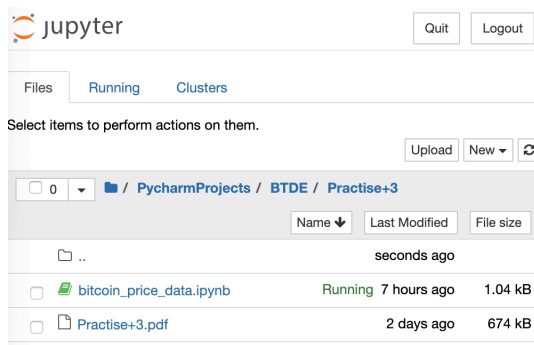 jupyter Quit Logout
Files Running Clusters
Select items to perform actions on them.
Upload New
0 / PycharmProjects / BTDE / Practise+3
Name Last Modified File size
.. seconds ago
bitcoin_price_data.ipynb Running 7 hours ago 1.04 kB
Practise+3.pdf 2 days ago 674 kB